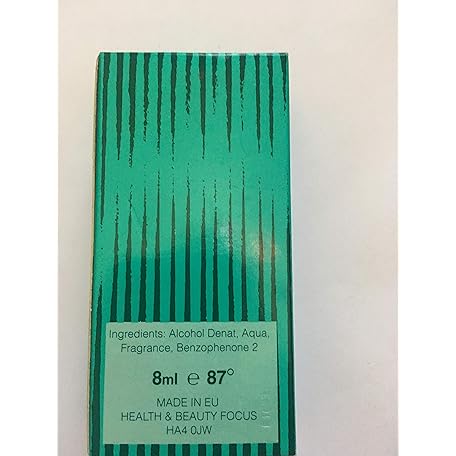 Ingredients: Alcohol Denat, Aqua,
Fragrance, Benzophenone 2
8ml ℮ 87°
MADE IN EU
HEALTH & BEAUTY FOCUS
HA4 0JW